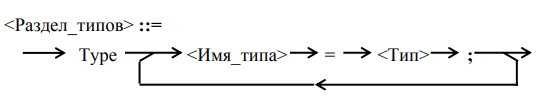 <Раздел_типов> ::=
Type <Имя_типа> = <Тип> ;